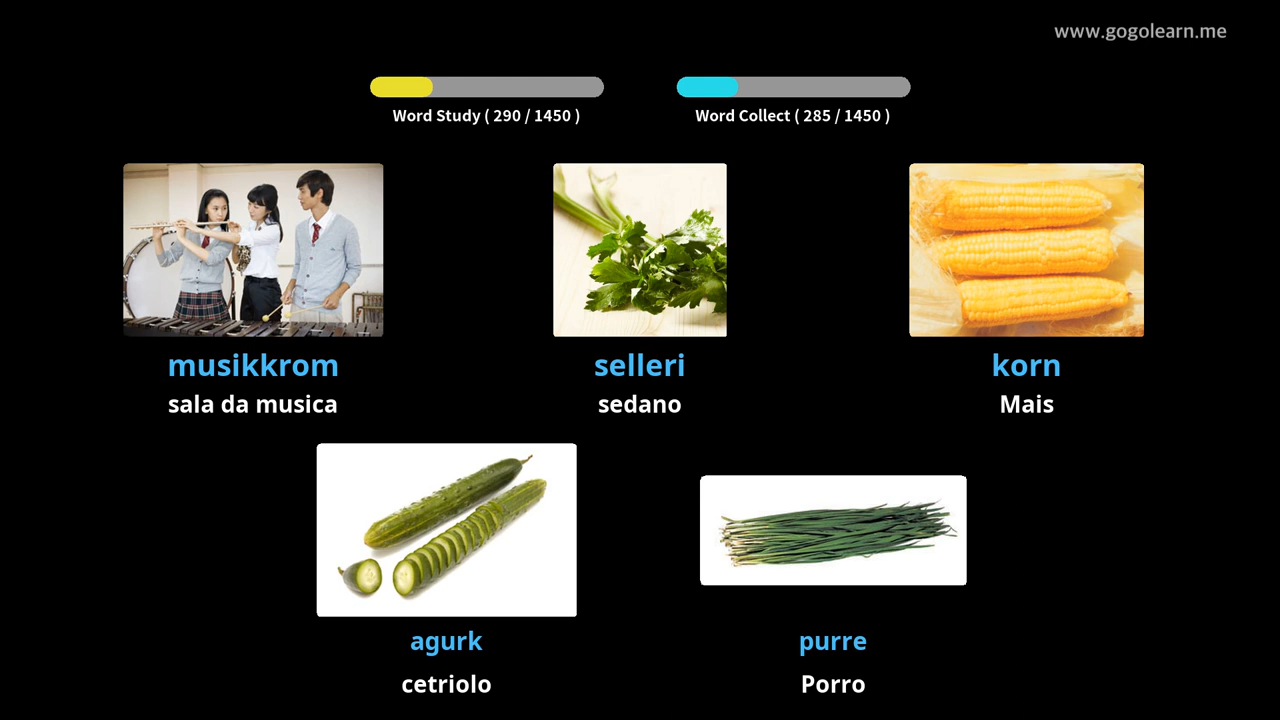 www.gogolearn.me
Word Study ( 290 / 1450 )
Word Collect ( 285 / 1450 )
musikkrom
sala da musica
selleri
sedano
korn
Mais
agurk
cetriolo
purre
Porro